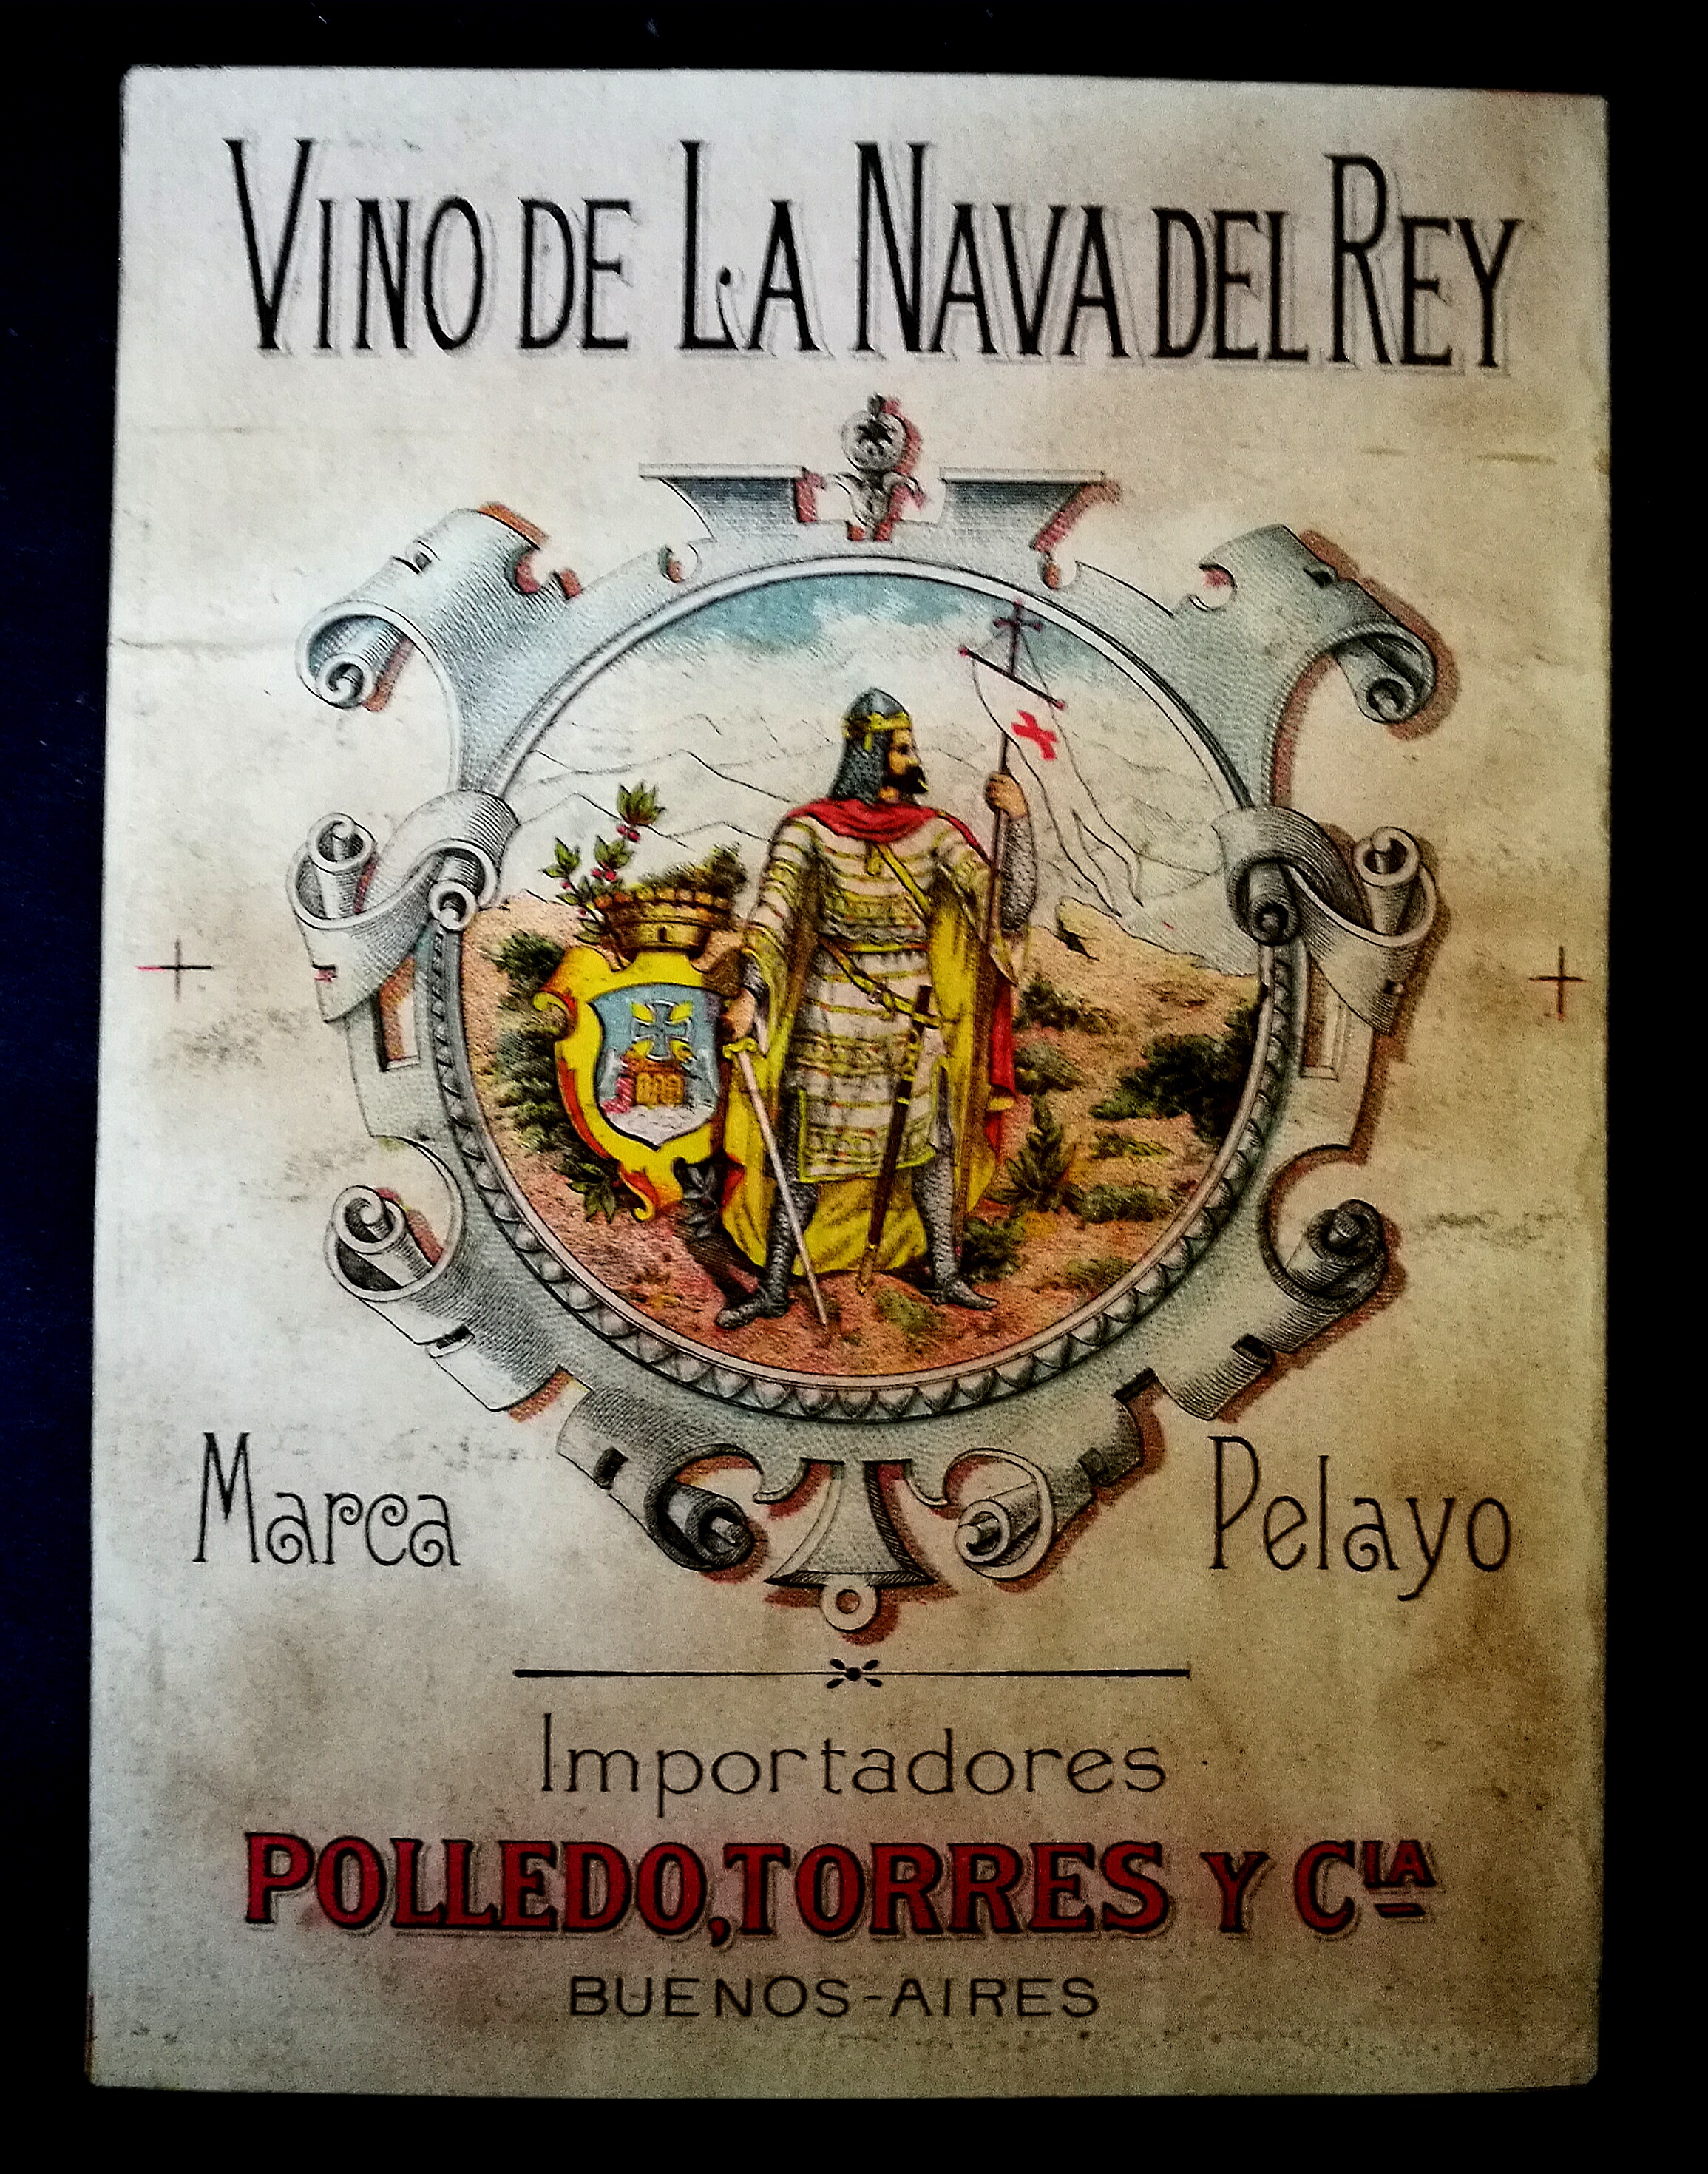 VINO DE LA NAVA DEL REY
Marca Pelayo
Importadores
POLLEDO, TORRES Y CIA
BUENOS-AIRES